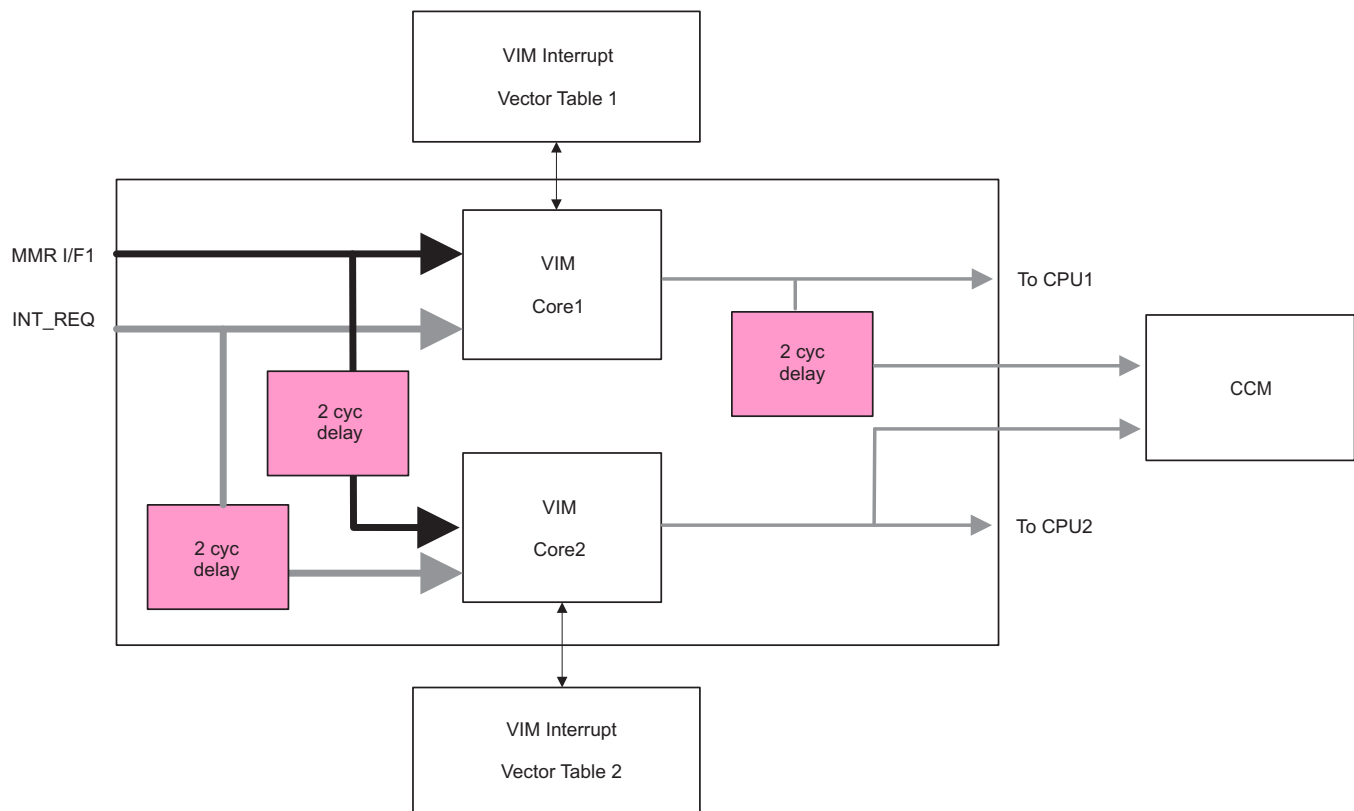 VIM Interrupt
Vector Table 1
MMR I/F1
INT_REQ
VIM
Core1
To CPU1
2 cyc
delay
CCM
2 cyc
delay
VIM
Core2
To CPU2
2 cyc
delay
VIM Interrupt
Vector Table 2